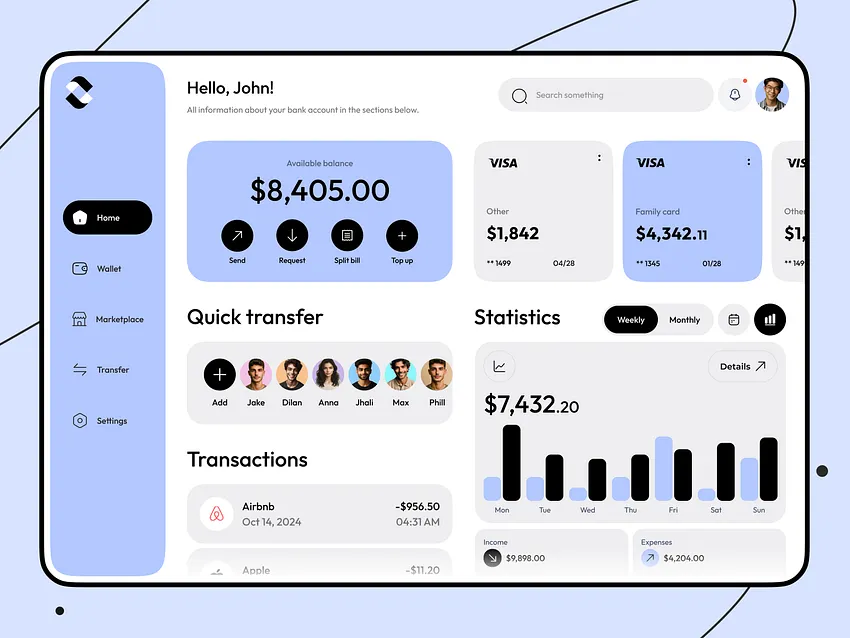 Hello, John!
All information about your bank account in the sections below.
Search something
Home
Wallet
Marketplace
Transfer
Settings
Available balance
$8,405.00
Send Request Split bill Top up
VISA
Other
$1,842
** 1499 04/28
VISA
Family card
$4,342.11
** 1345 01/28
VIS
Other
$1,
** 149
Quick transfer
Add Jake Dilan Anna Jhali Max Phill
Transactions
Airbnb -$956.50
Oct 14, 2024 04:31 AM
Apple -$11.20
Statistics
Weekly Monthly
Details
$7,432.20
Mon Tue Wed Thu Fri Sat Sun
Income
$9,898.00
Expenses
$4,204.00